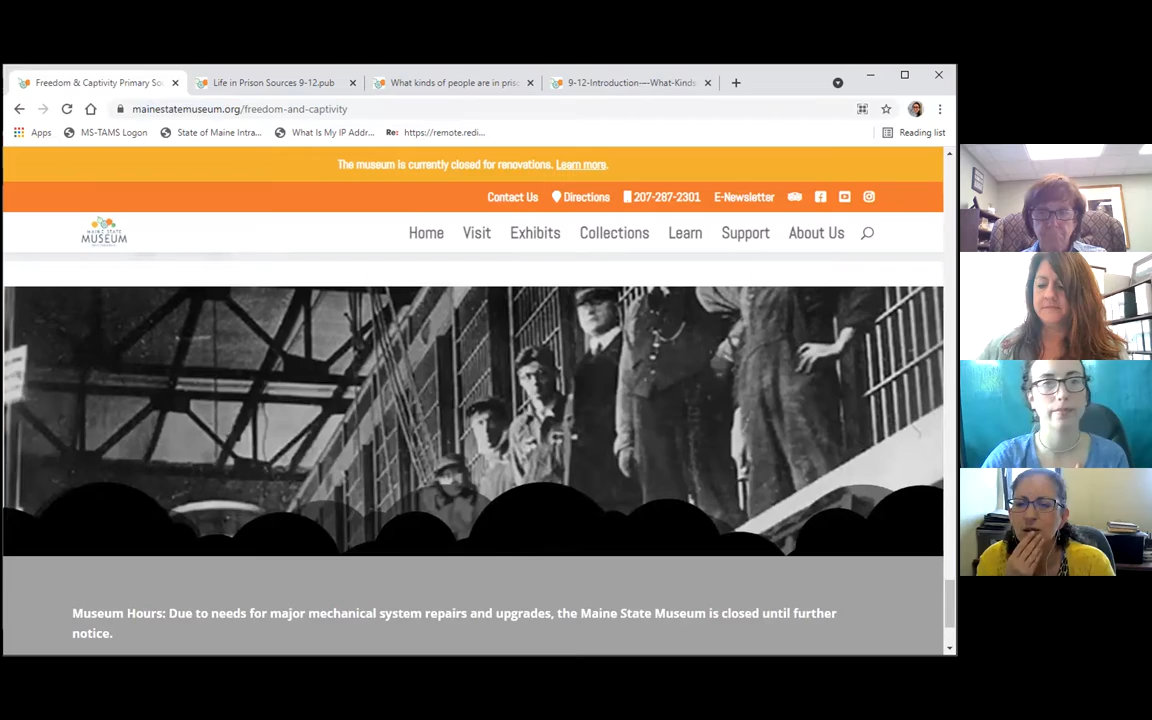 Freedom & Captivity Primary So
Life in Prison Sources 9-12.pub
What kinds of people are in pris
9-12-Introduction-—What-Kinds
mainestatemuseum.org/freedom-and-captivity
Apps
MS-TAMS Logon
State of Maine Intra...
What Is My IP Addr...
Re: https://remote.redi...
Reading list
The museum is currently closed for renovations. Learn more.
Contact Us
Directions
207-287-2301
E-Newsletter
MAINE STATE
MUSEUM
Home
Visit
Exhibits
Collections
Learn
Support
About Us
Museum Hours: Due to needs for major mechanical system repairs and upgrades, the Maine State Museum is closed until further
notice.